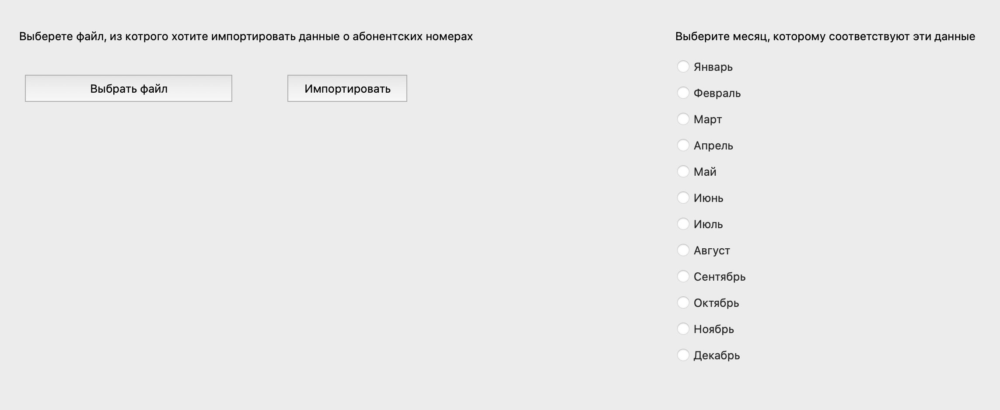 Выберете файл, из котрого хотите импортировать данные о абонентских номерах
Выбрать файл
Импортировать
Выберите месяц, которому соответствуют эти данные
Январь
Февраль
Март
Апрель
Май
Июнь
Июль
Август
Сентябрь
Октябрь
Ноябрь
Декабрь